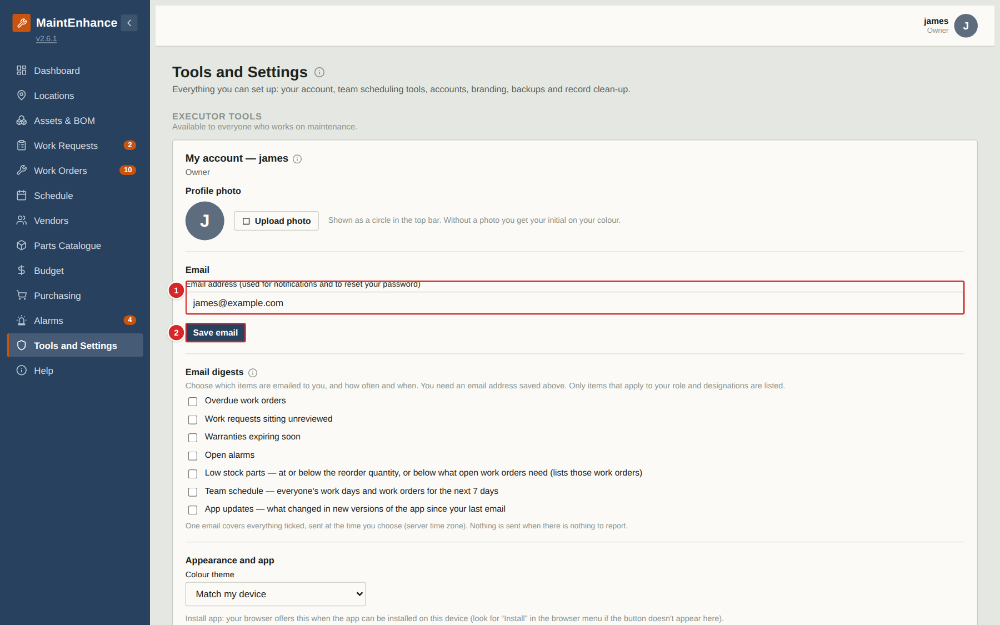 MaintEnhance
v2.6.1
Dashboard
Locations
Assets & BOM
Work Requests 2
Work Orders 10
Schedule
Vendors
Parts Catalogue
Budget
Purchasing
Alarms 4
Tools and Settings
Help
james
Owner
J
Tools and Settings
Everything you can set up: your account, team scheduling tools, accounts, branding, backups and record clean-up.
EXECUTOR TOOLS
Available to everyone who works on maintenance.
My account — james
Owner
Profile photo
J
Upload photo
Shown as a circle in the top bar. Without a photo you get your initial on your colour.
Email
Email address (used for notifications and to reset your password)
1
james@example.com
2
Save email
Email digests
Choose which items are emailed to you, and how often and when. You need an email address saved above. Only items that apply to your role and designations are listed.
Overdue work orders
Work requests sitting unreviewed
Warranties expiring soon
Open alarms
Low stock parts — at or below the reorder quantity, or below what open work orders need (lists those work orders)
Team schedule — everyone's work days and work orders for the next 7 days
App updates — what changed in new versions of the app since your last email
One email covers everything ticked, sent at the time you choose (server time zone). Nothing is sent when there is nothing to report.
Appearance and app
Colour theme
Match my device
Install app: your browser offers this when the app can be installed on this device (look for “Install” in the browser menu if the button doesn't appear here).